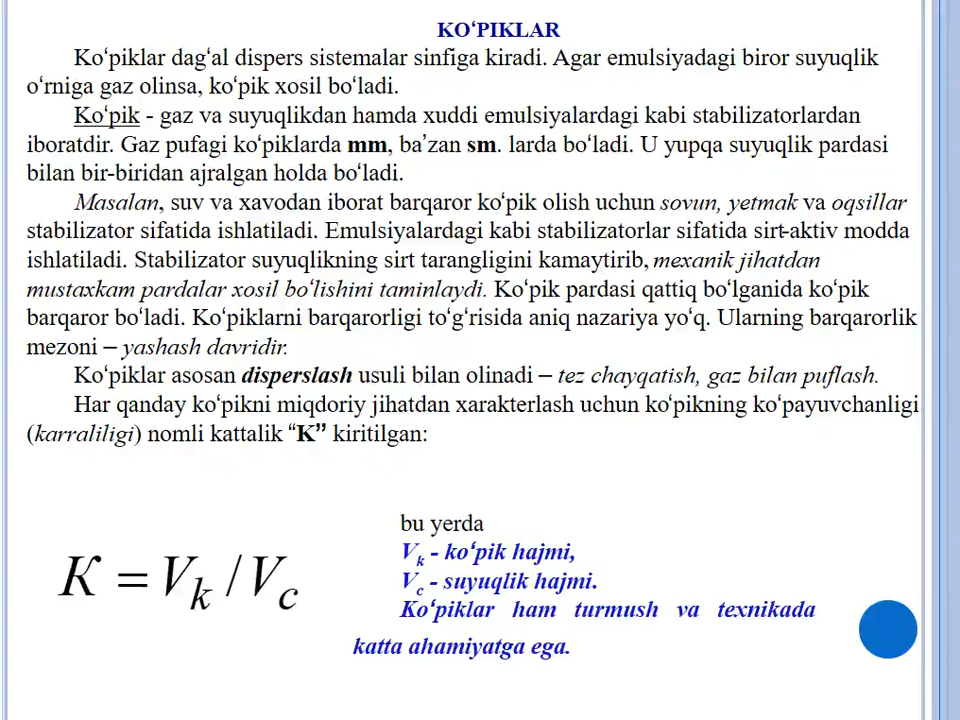 KOʻPIKLAR
Koʻpiklar dagʻal dispers sistemalar sinfiga kiradi. Agar emulsiyadagi biror suyuqlik
oʻrniga gaz olinsa, koʻpik xosil boʻladi.
Koʻpik - gaz va suyuqlikdan hamda xuddi emulsiyalardagi kabi stabilizatorlardan
iboratdir. Gaz pufagi koʻpiklarda mm, ba’zan sm. larda boʻladi. U yupqa suyuqlik pardasi
bilan bir-biridan ajralgan holda boʻladi.
Masalan, suv va xavodan iborat barqaror koʻpik olish uchun sovun, yetmak va oqsillar
stabilizator sifatida ishlatiladi. Emulsiyalardagi kabi stabilizatorlar sifatida sirt-aktiv modda
ishlatiladi. Stabilizator suyuqlikning sirt tarangligini kamaytirib, mexanik jihatdan
mustaxkam pardalar xosil boʻlishini taminlaydi. Koʻpik pardasi qattiq boʻlganida koʻpik
barqaror boʻladi. Koʻpiklarni barqarorligi toʻgʻrisida aniq nazariya yoʻq. Ularning barqarorlik
mezoni – yashash davridir.
Koʻpiklar asosan disperslash usuli bilan olinadi – tez chayqatish, gaz bilan puflash.
Har qanday koʻpikni miqdoriy jihatdan xarakterlash uchun koʻpikning koʻpayuvchanligi
(karraliligi) nomli kattalik “K” kiritilgan:
K = Vk / Vc
bu yerda
Vk - koʻpik hajmi,
Vc - suyuqlik hajmi.
Koʻpiklar ham turmush va texnikada
katta ahamiyatga ega.